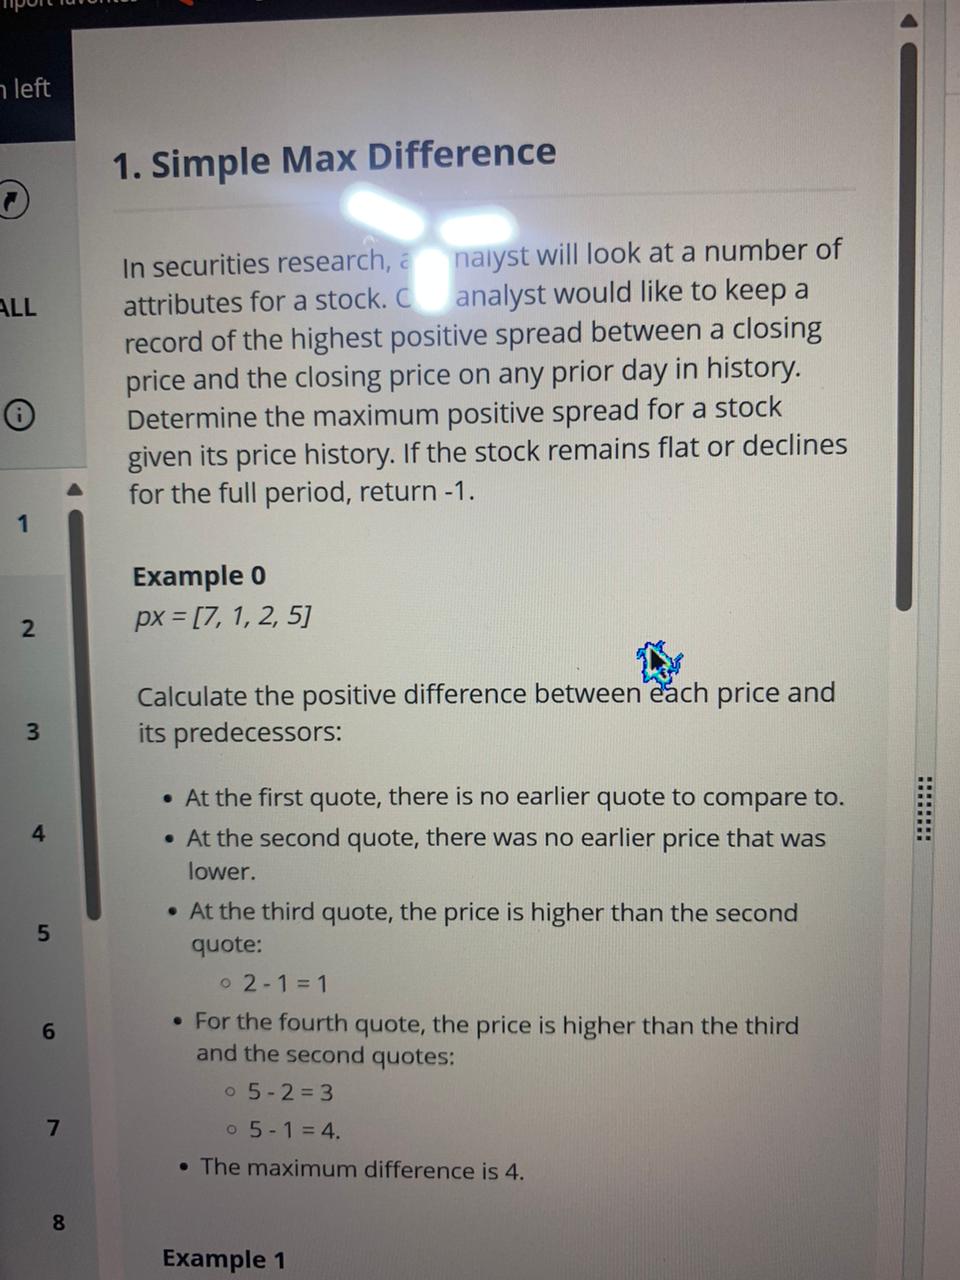 left
ALL
1
2
3
4
5
6
7
8
1. Simple Max Difference
In securities research, analyst will look at a number of
attributes for a stock. analyst would like to keep a
record of the highest positive spread between a closing
price and the closing price on any prior day in history.
Determine the maximum positive spread for a stock
given its price history. If the stock remains flat or declines
for the full period, return -1.
Example 0
px = [7, 1, 2, 5]
Calculate the positive difference between each price and
its predecessors:
• At the first quote, there is no earlier quote to compare to.
• At the second quote, there was no earlier price that was
lower.
• At the third quote, the price is higher than the second
quote:
○ 2 - 1 = 1
• For the fourth quote, the price is higher than the third
and the second quotes:
○ 5 - 2 = 3
○ 5 - 1 = 4.
• The maximum difference is 4.
Example 1